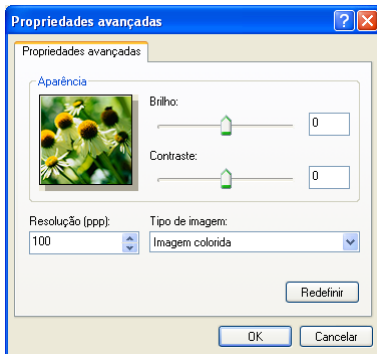 Propriedades avançadas
Propriedades avançadas
Aparência
Brilho:
0
Contraste:
0
Resolução (ppp):
Tipo de imagem:
100
Imagem colorida
Redefinir
OK
Cancelar